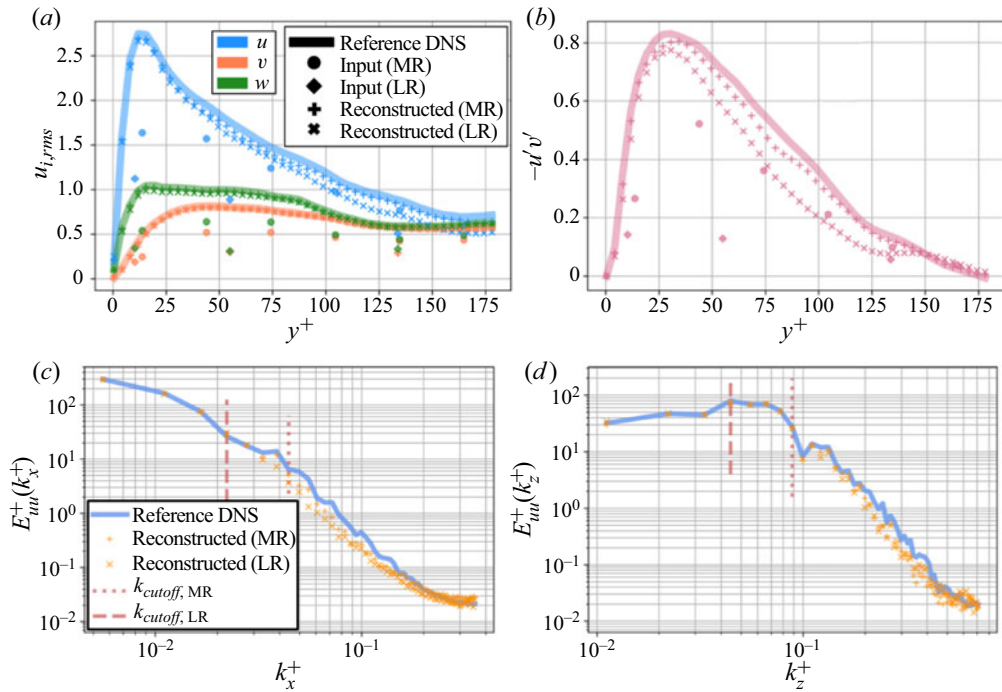 (a)
u
v
w
Reference DNS
Input (MR)
Input (LR)
Reconstructed (MR)
Reconstructed (LR)
2.5
2.0
1.5
1.0
0.5
0
u_{i,rms}
0 25 50 75 100 125 150 175
y^+
(b)
0.8
0.6
0.4
0.2
0
−u′v′
0 25 50 75 100 125 150 175
y^+
(c)
10^2
10^1
10^0
10^{−1}
10^{−2}
E^+_{uu}(k^+_x)
Reference DNS
Reconstructed (MR)
Reconstructed (LR)
k_{cutoff, MR}
k_{cutoff, LR}
10^{−2} 10^{−1}
k^+_x
(d)
10^2
10^1
10^0
10^{−1}
10^{−2}
E^+_{uu}(k^+_z)
10^{−2} 10^{−1}
k^+_z